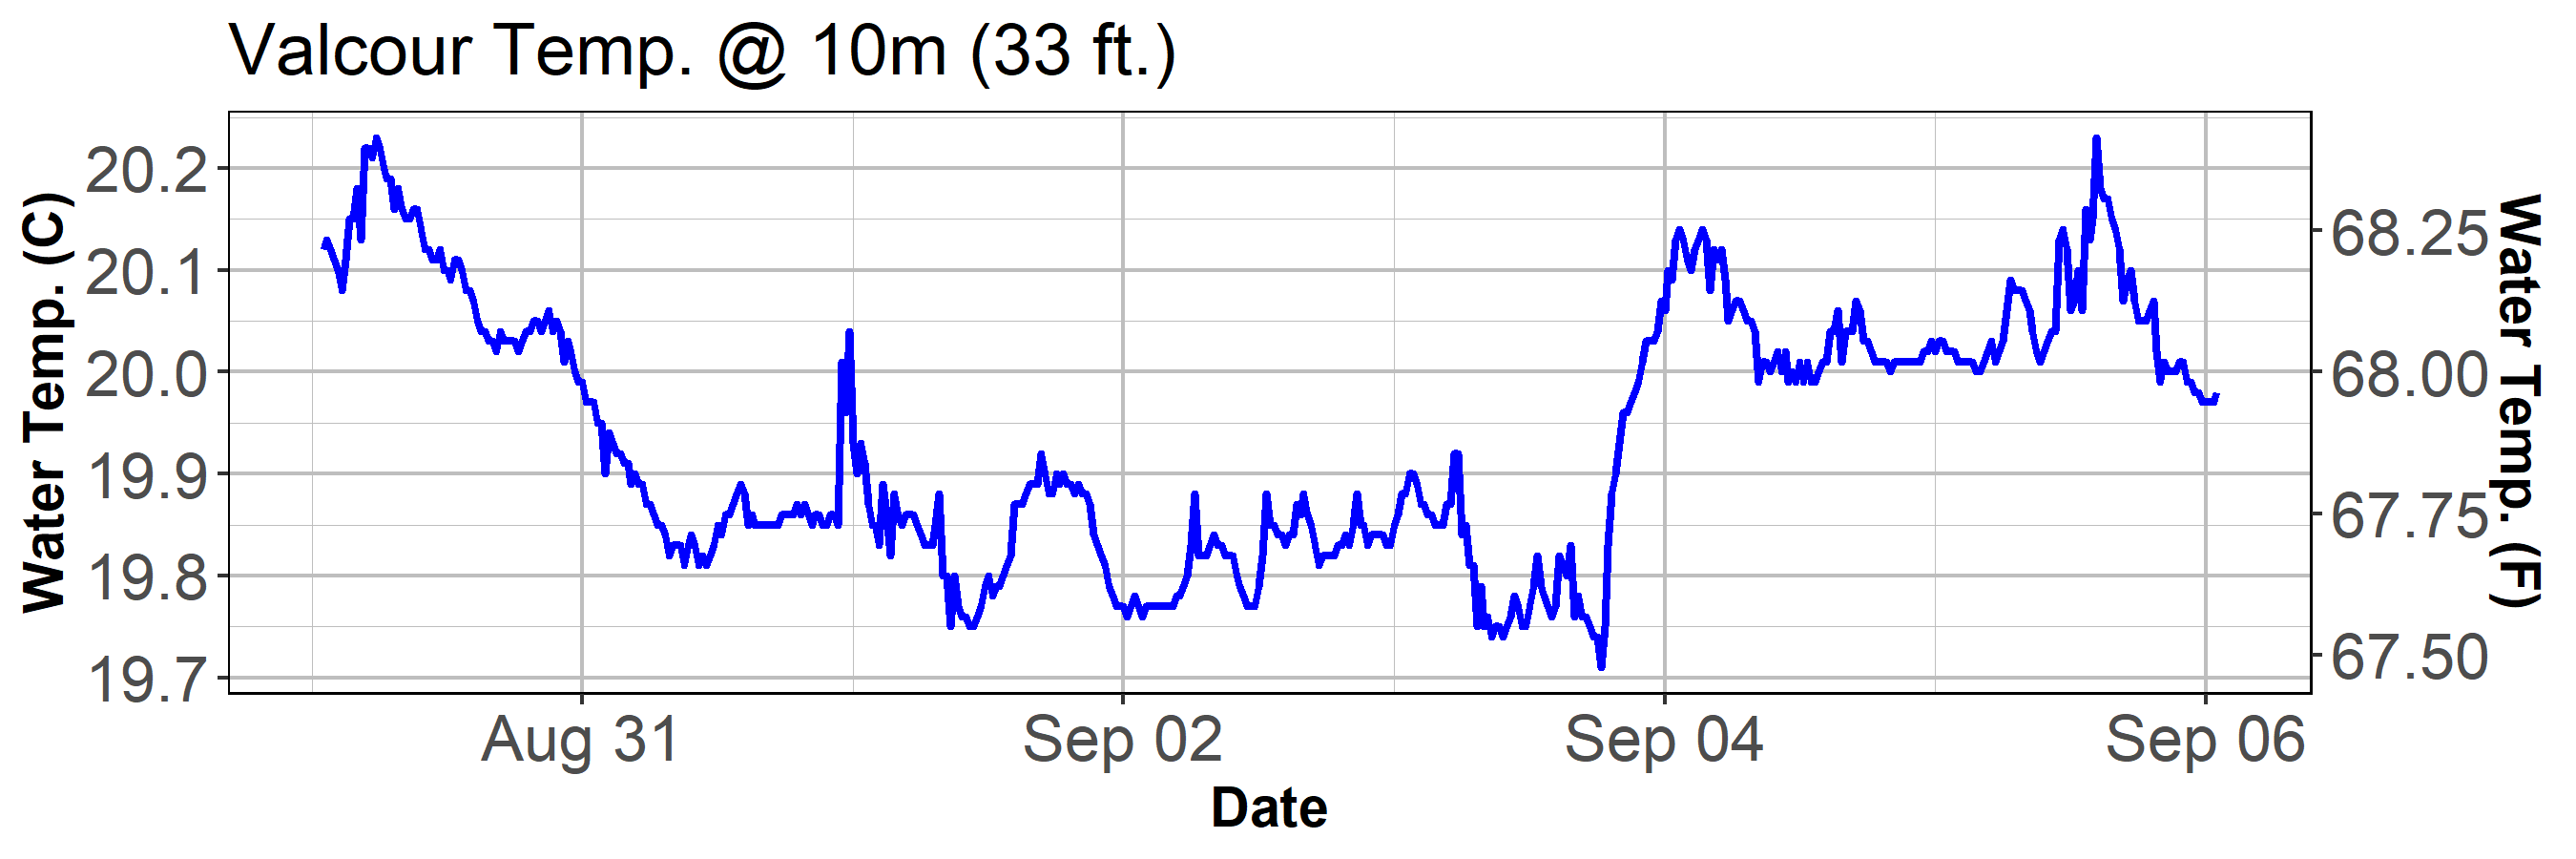 Valcour Temp. @ 10m (33 ft.)
Water Temp. (C)
20.2
20.1
20.0
19.9
19.8
19.7
68.25
68.00
67.75
67.50
Water Temp. (F)
Aug 31
Sep 02
Sep 04
Sep 06
Date